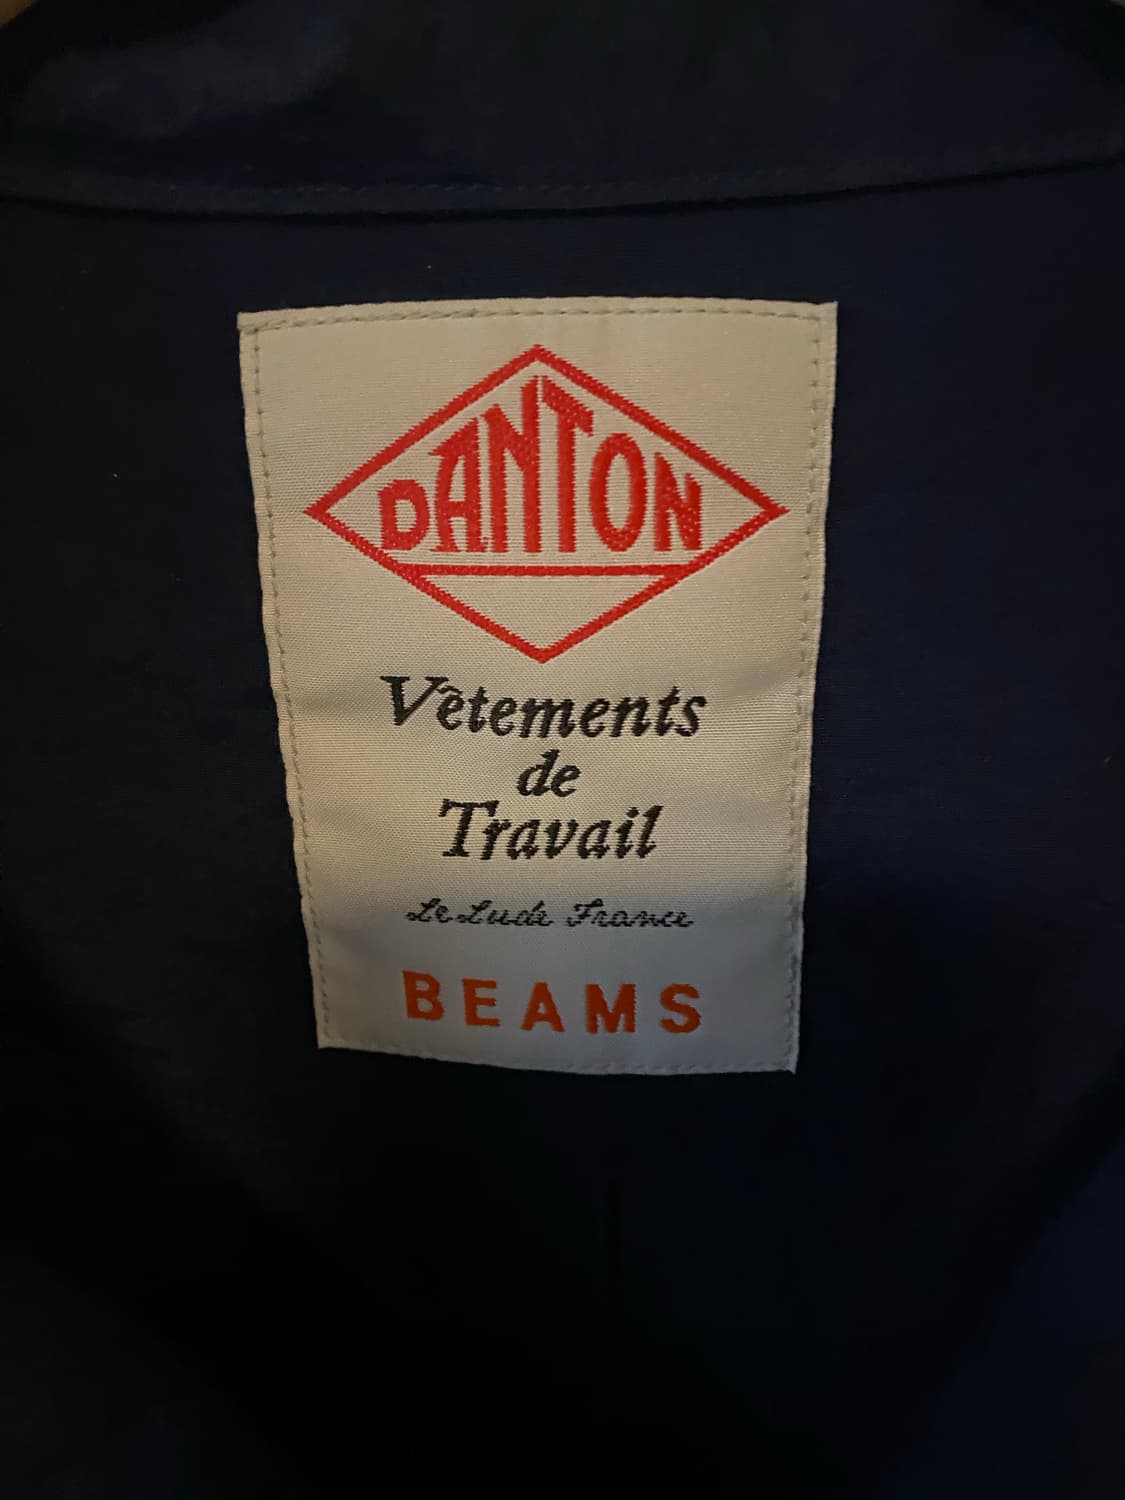 DANTON
Vêtements
de
Travail
Le Lude France
BEAMS